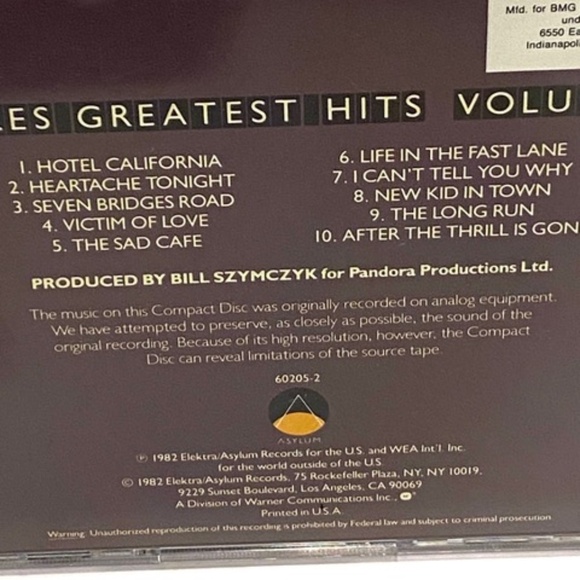 Mfd. for BMG
und
6550 Ea
Indianapol
LES GREATEST HITS VOLU
1. HOTEL CALIFORNIA
2. HEARTACHE TONIGHT
3. SEVEN BRIDGES ROAD
4. VICTIM OF LOVE
5. THE SAD CAFE
6. LIFE IN THE FAST LANE
7. I CAN'T TELL YOU WHY
8. NEW KID IN TOWN
9. THE LONG RUN
10. AFTER THE THRILL IS GON
PRODUCED BY BILL SZYMCZYK for Pandora Productions Ltd.
The music on this Compact Disc was originally recorded on analog equipment.
We have attempted to preserve, as closely as possible, the sound of the
original recording. Because of its high resolution, however, the Compact
Disc can reveal limitations of the source tape.
60205-2
ASYLUM
℗ 1982 Elektra/Asylum Records for the U.S. and WEA Int'l. Inc.
for the world outside of the U.S.
© 1982 Elektra/Asylum Records, 75 Rockefeller Plaza, NY, NY 10019,
9229 Sunset Boulevard, Los Angeles, CA 90069
A Division of Warner Communications Inc.,
Printed in U.S.A.
Warning: Unauthorized reproduction of this recording is prohibited by Federal law and subject to criminal prosecution